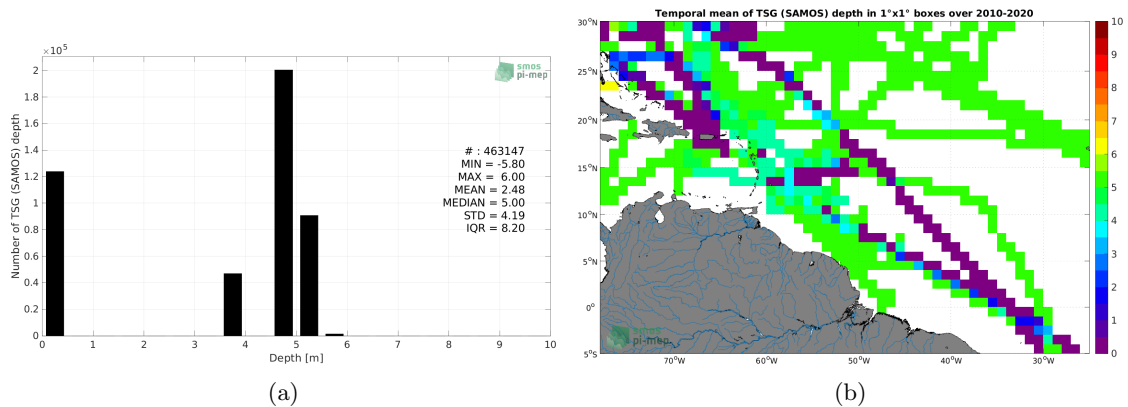 ×10⁵
2
1.8
1.6
1.4
1.2
1
0.8
0.6
0.4
0.2
0
Number of TSG (SAMOS) depth
0 1 2 3 4 5 6 7 8 9 10
Depth [m]
smos
pi-mep
# : 463147
MIN = -5.80
MAX = 6.00
MEAN = 2.48
MEDIAN = 5.00
STD = 4.19
IQR = 8.20
(a)
Temporal mean of TSG (SAMOS) depth in 1°x1° boxes over 2010-2020
30°N
25°N
20°N
15°N
10°N
5°N
0°
5°S
70°W 60°W 50°W 40°W 30°W
smos
pi-mep
10
9
8
7
6
5
4
3
2
1
0
(b)